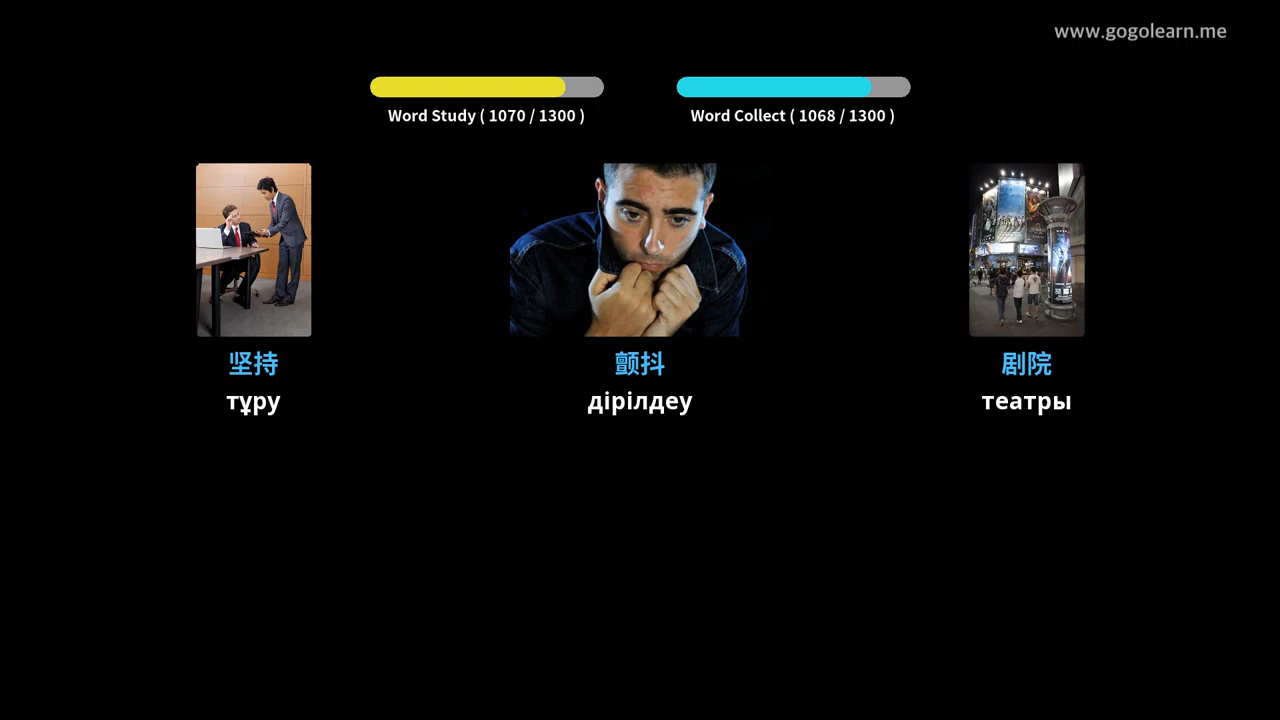 www.gogolearn.me
Word Study ( 1070 / 1300 )
Word Collect ( 1068 / 1300 )
坚持
тұру
颤抖
дірілдеу
剧院
театры